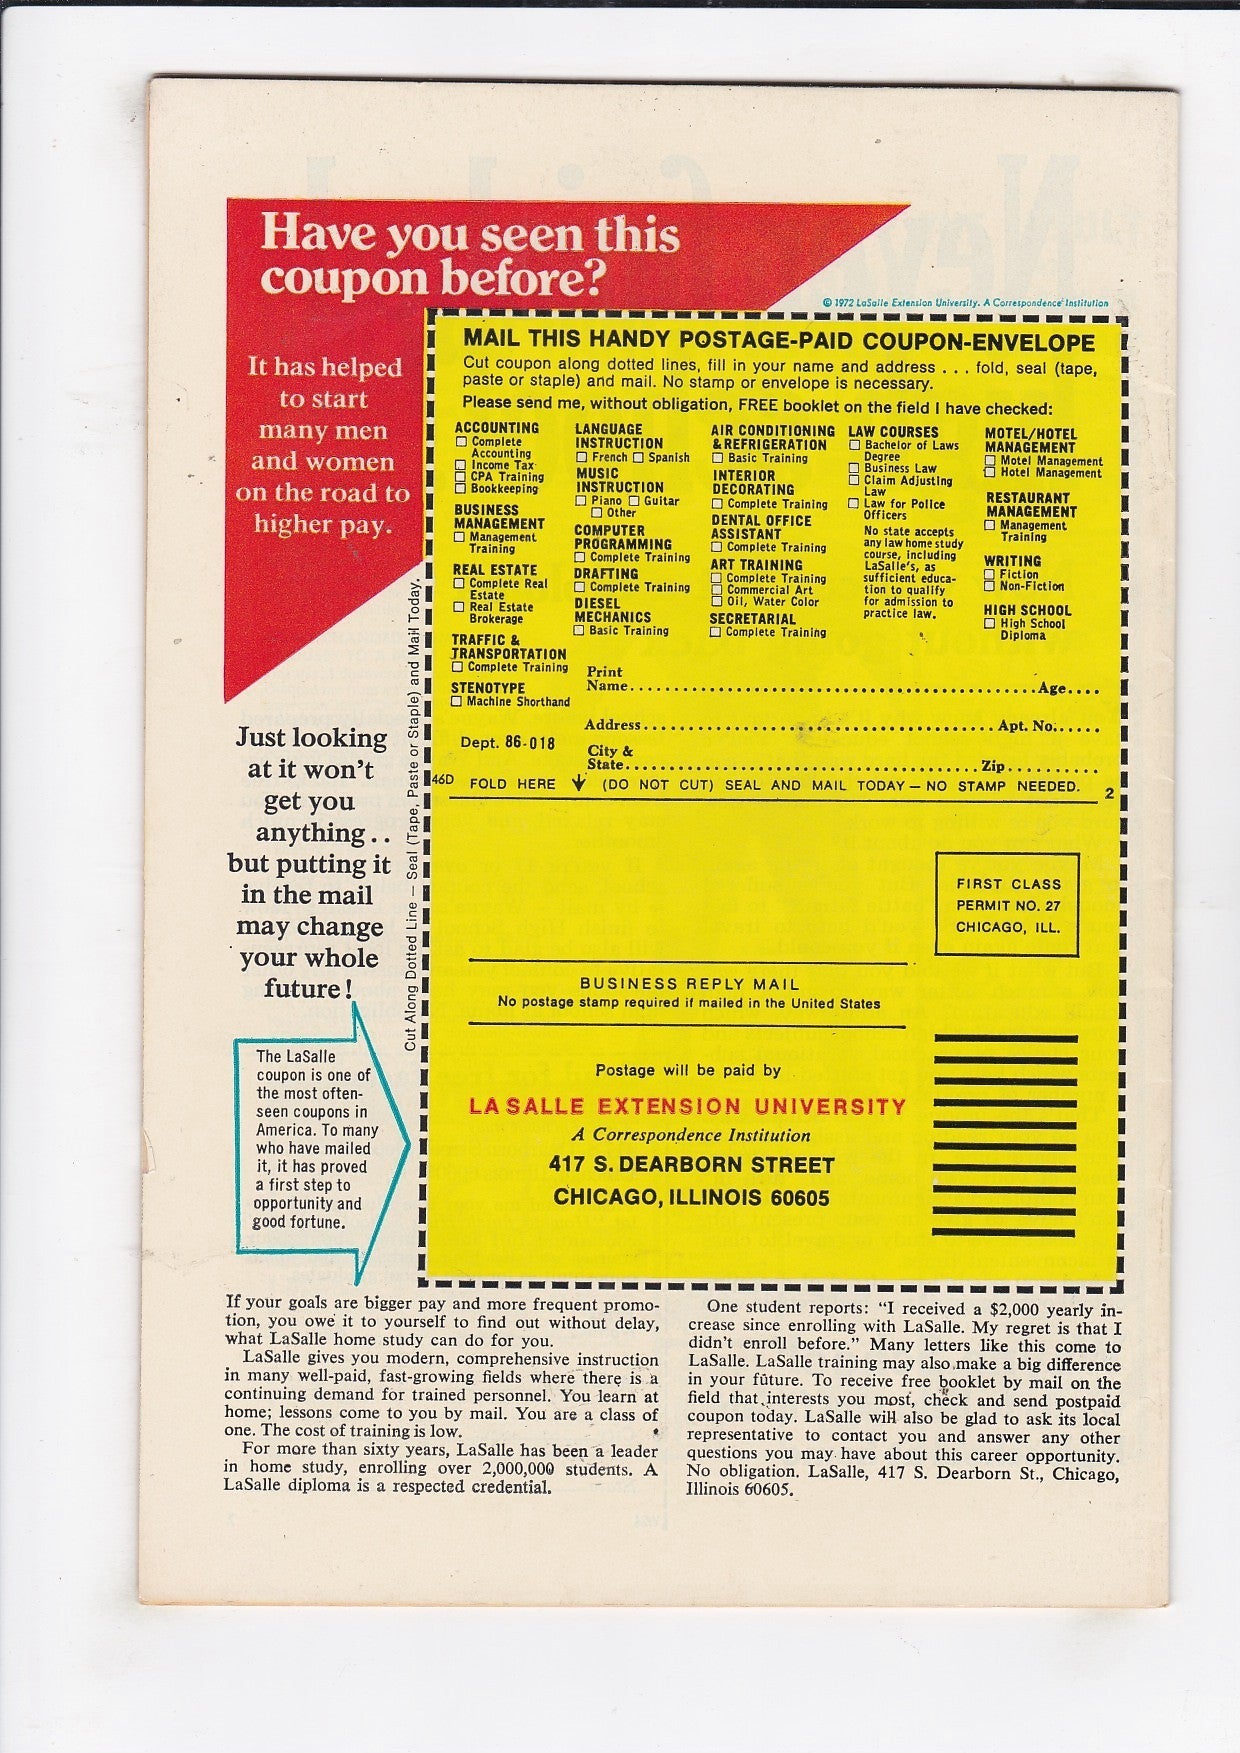 Have you seen this
coupon before?
© 1972 LaSalle Extension University. A Correspondence Institution
It has helped
to start
many men
and women
on the road to
higher pay.
Just looking
at it won't
get you
anything . .
but putting it
in the mail
may change
your whole
future!
The LaSalle
coupon is one of
the most often-
seen coupons in
America. To many
who have mailed
it, it has proved
a first step to
opportunity and
good fortune.
Cut Along Dotted Line — Seal (Tape, Paste or Staple) and Mail Today.
MAIL THIS HANDY POSTAGE-PAID COUPON-ENVELOPE
Cut coupon along dotted lines, fill in your name and address . . . fold, seal (tape,
paste or staple) and mail. No stamp or envelope is necessary.
Please send me, without obligation, FREE booklet on the field I have checked:
ACCOUNTING
☐ Complete
Accounting
☐ Income Tax
☐ CPA Training
☐ Bookkeeping
BUSINESS
MANAGEMENT
☐ Management
Training
REAL ESTATE
☐ Complete Real
Estate
☐ Real Estate
Brokerage
TRAFFIC &
TRANSPORTATION
☐ Complete Training
STENOTYPE
☐ Machine Shorthand
LANGUAGE
INSTRUCTION
☐ French ☐ Spanish
MUSIC
INSTRUCTION
☐ Piano ☐ Guitar
☐ Other
COMPUTER
PROGRAMMING
☐ Complete Training
DRAFTING
☐ Complete Training
DIESEL
MECHANICS
☐ Basic Training
AIR CONDITIONING
& REFRIGERATION
☐ Basic Training
INTERIOR
DECORATING
☐ Complete Training
DENTAL OFFICE
ASSISTANT
☐ Complete Training
ART TRAINING
☐ Complete Training
☐ Commercial Art
☐ Oil, Water Color
SECRETARIAL
☐ Complete Training
LAW COURSES
☐ Bachelor of Laws
Degree
☐ Business Law
☐ Claim Adjusting
Law
☐ Law for Police
Officers
No state accepts
any law home study
course, including
LaSalle's, as
sufficient educa-
tion to qualify
for admission to
practice law.
MOTEL/HOTEL
MANAGEMENT
☐ Motel Management
☐ Hotel Management
RESTAURANT
MANAGEMENT
☐ Management
Training
WRITING
☐ Fiction
☐ Non-Fiction
HIGH SCHOOL
☐ High School
Diploma
Print
Name.............................................Age....
Address.......................................Apt. No......
Dept. 86-018
City &
State.......................................Zip..........
46D FOLD HERE ↓ (DO NOT CUT) SEAL AND MAIL TODAY — NO STAMP NEEDED. 2
FIRST CLASS
PERMIT NO. 27
CHICAGO, ILL.
BUSINESS REPLY MAIL
No postage stamp required if mailed in the United States
Postage will be paid by
LA SALLE EXTENSION UNIVERSITY
A Correspondence Institution
417 S. DEARBORN STREET
CHICAGO, ILLINOIS 60605
If your goals are bigger pay and more frequent promo-
tion, you owe it to yourself to find out without delay,
what LaSalle home study can do for you.
LaSalle gives you modern, comprehensive instruction
in many well-paid, fast-growing fields where there is a
continuing demand for trained personnel. You learn at
home; lessons come to you by mail. You are a class of
one. The cost of training is low.
For more than sixty years, LaSalle has been a leader
in home study, enrolling over 2,000,000 students. A
LaSalle diploma is a respected credential.
One student reports: "I received a $2,000 yearly in-
crease since enrolling with LaSalle. My regret is that I
didn't enroll before." Many letters like this come to
LaSalle. LaSalle training may also make a big difference
in your future. To receive free booklet by mail on the
field that interests you most, check and send postpaid
coupon today. LaSalle will also be glad to ask its local
representative to contact you and answer any other
questions you may have about this career opportunity.
No obligation. LaSalle, 417 S. Dearborn St., Chicago,
Illinois 60605.